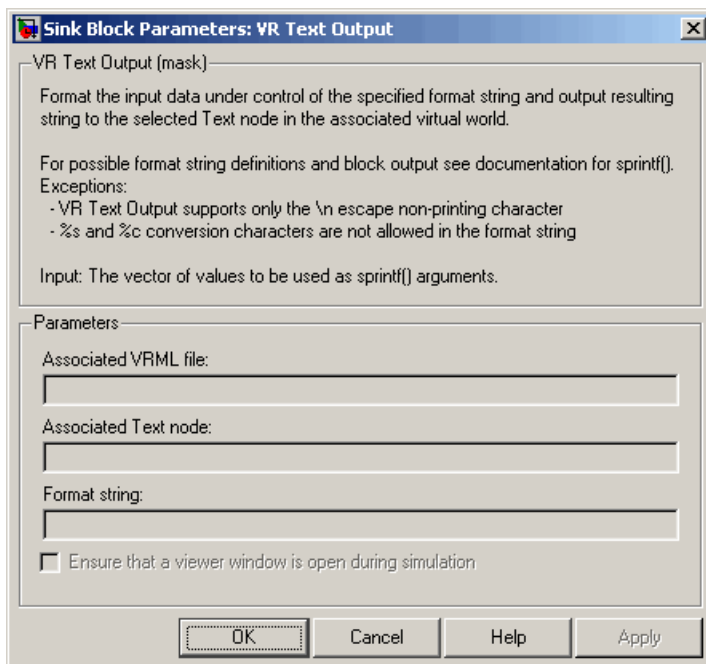 Sink Block Parameters: VR Text Output
VR Text Output (mask)
Format the input data under control of the specified format string and output resulting
string to the selected Text node in the associated virtual world.
For possible format string definitions and block output see documentation for sprintf().
Exceptions:
- VR Text Output supports only the \n escape non-printing character
- %s and %c conversion characters are not allowed in the format string
Input: The vector of values to be used as sprintf() arguments.
Parameters
Associated VRML file:
Associated Text node:
Format string:
Ensure that a viewer window is open during simulation
OK Cancel Help Apply